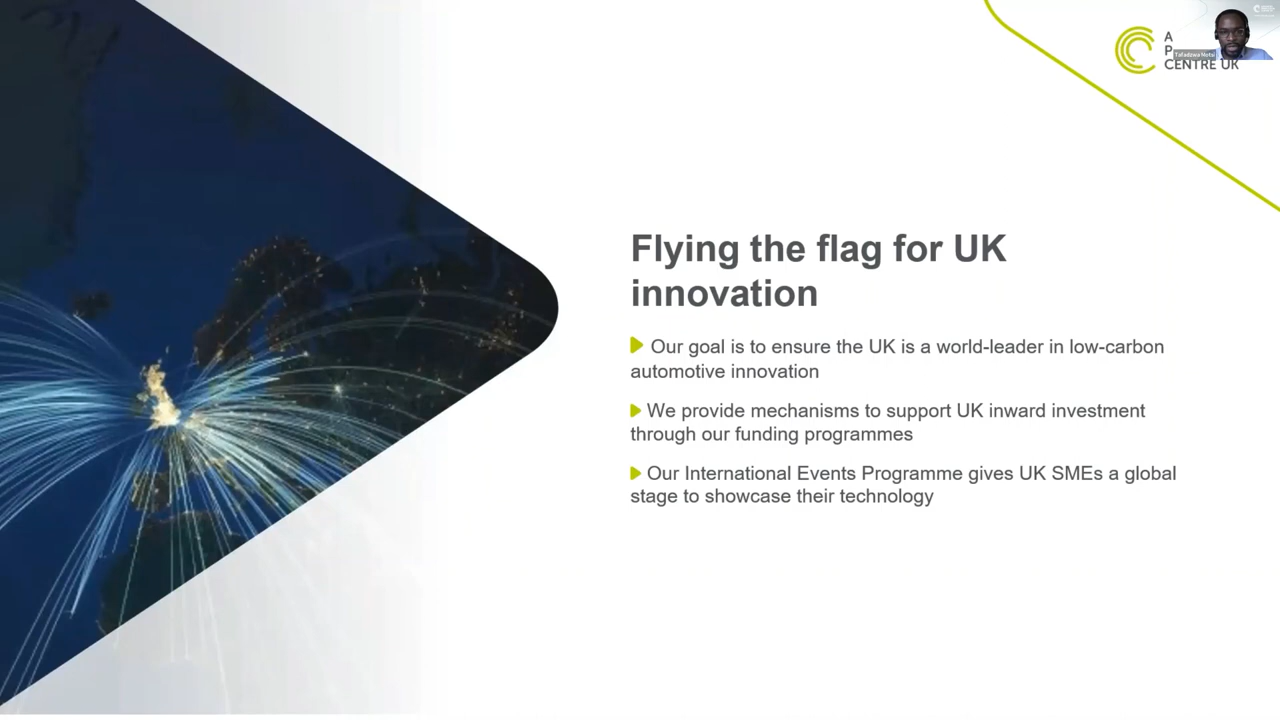 A
P
CENTRE UK
Tafadzwa Motsi
Flying the flag for UK
innovation
Our goal is to ensure the UK is a world-leader in low-carbon
automotive innovation
We provide mechanisms to support UK inward investment
through our funding programmes
Our International Events Programme gives UK SMEs a global
stage to showcase their technology